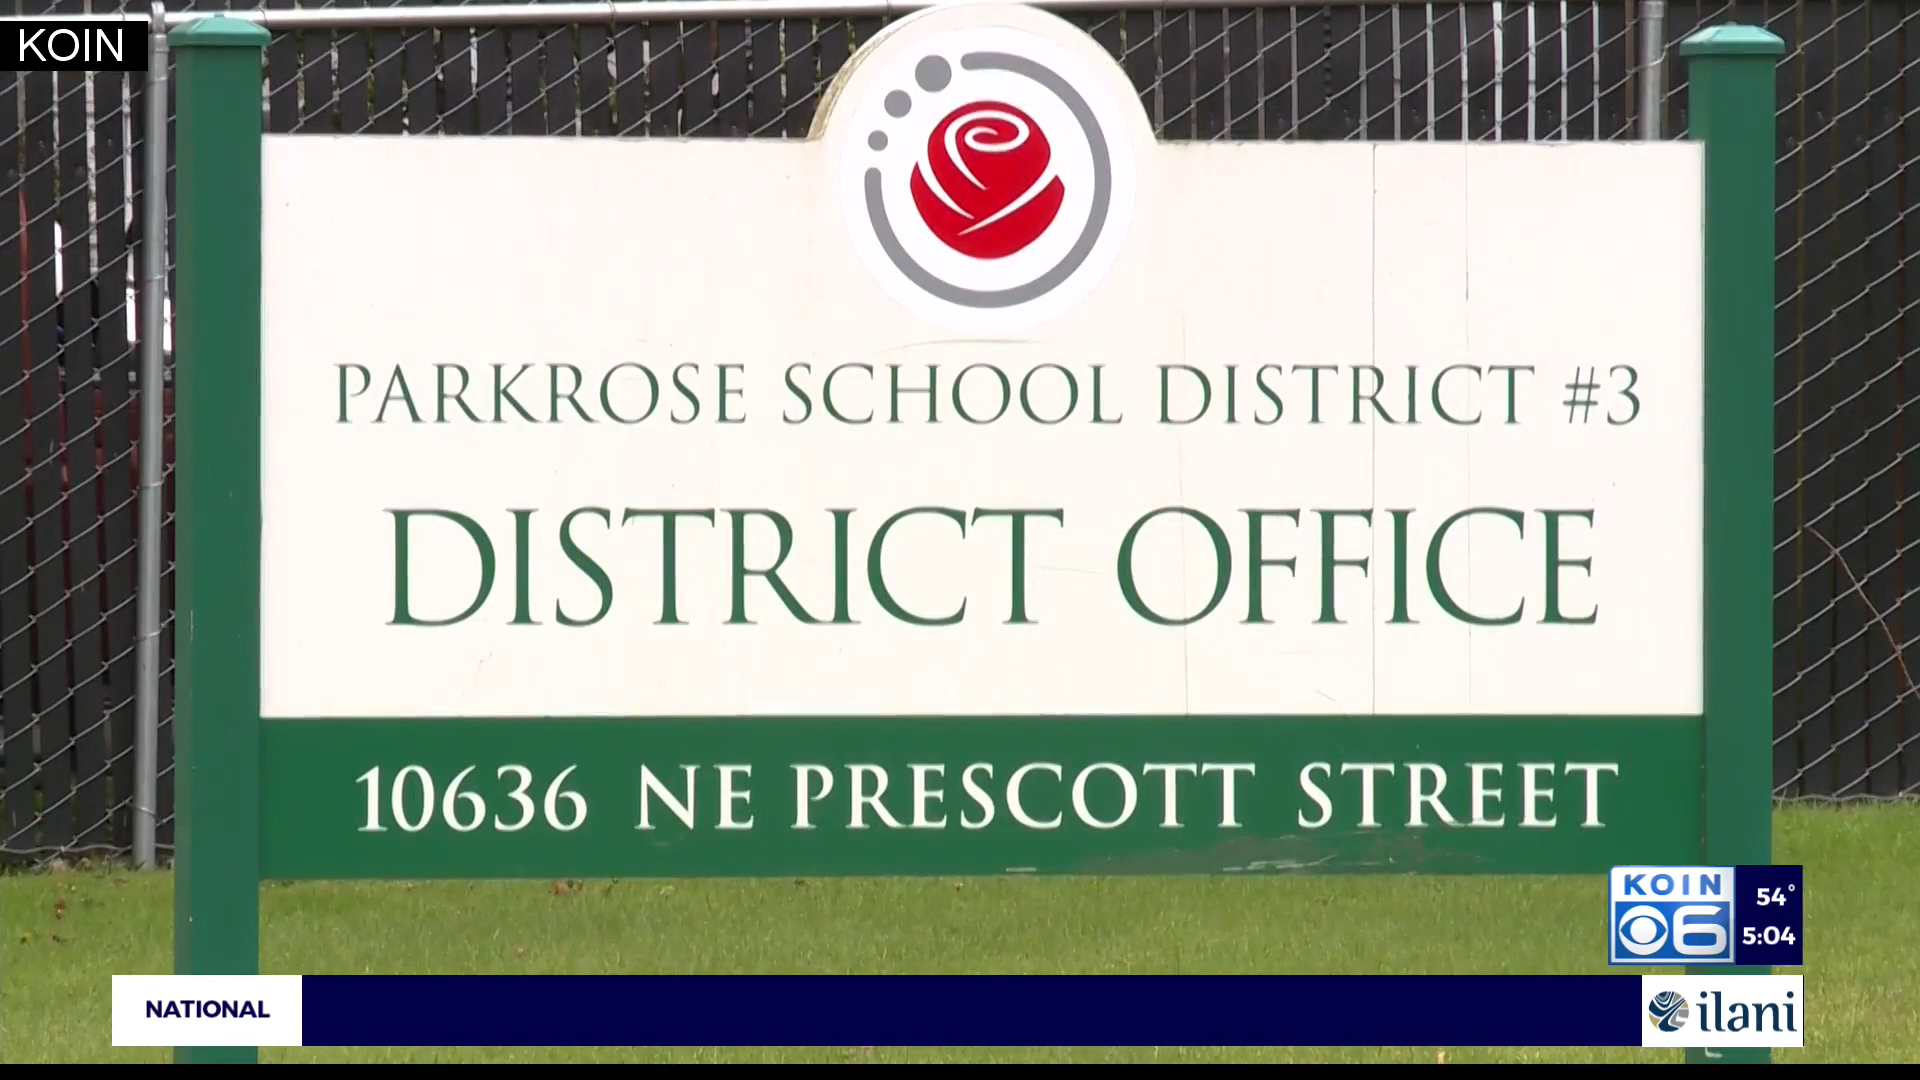 KOIN
PARKROSE SCHOOL DISTRICT #3
DISTRICT OFFICE
10636 NE PRESCOTT STREET
KOIN
6
54°
5:04
NATIONAL
ilani